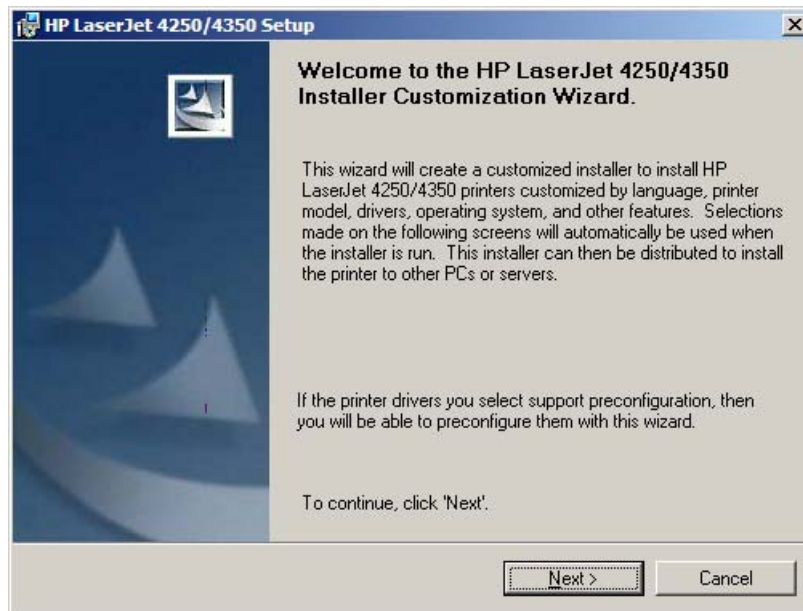 HP LaserJet 4250/4350 Setup
Welcome to the HP LaserJet 4250/4350
Installer Customization Wizard.
This wizard will create a customized installer to install HP
LaserJet 4250/4350 printers customized by language, printer
model, drivers, operating system, and other features.  Selections
made on the following screens will automatically be used when
the installer is run.  This installer can then be distributed to install
the printer to other PCs or servers.
If the printer drivers you select support preconfiguration, then
you will be able to preconfigure them with this wizard.
To continue, click 'Next'.
Next >
Cancel